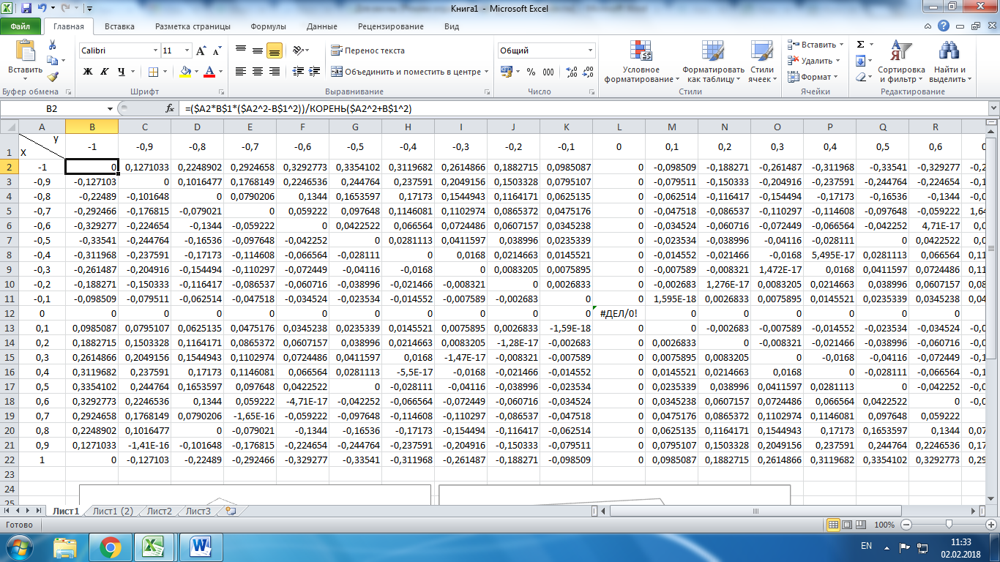 Книга1 - Microsoft Excel
Файл Главная Вставка Разметка страницы Формулы Данные Рецензирование Вид
Вставить
Calibri 11
Ж К Ч
Перенос текста
Объединить и поместить в центре
Общий
% 000
Условное форматирование
Форматировать как таблицу
Стили ячеек
Вставить
Удалить
Формат
Σ
Сортировка и фильтр
Найти и выделить
Буфер обмена Шрифт Выравнивание Число Стили Ячейки Редактирование
B2 fx =($A2*B$1*($A2^2-B$1^2))/КОРЕНЬ($A2^2+B$1^2)
A B C D E F G H I J K L M N O P Q R
1 X y -1 -0,9 -0,8 -0,7 -0,6 -0,5 -0,4 -0,3 -0,2 -0,1 0 0,1 0,2 0,3 0,4 0,5 0,6
2 -1 0 0,1271033 0,2248902 0,2924658 0,3292773 0,3354102 0,3119682 0,2614866 0,1882715 0,0985087 0 -0,098509 -0,188271 -0,261487 -0,311968 -0,33541 -0,329277 -0,2
3 -0,9 -0,127103 0 0,1016477 0,1768149 0,2246536 0,244764 0,237591 0,2049156 0,1503328 0,0795107 0 -0,079511 -0,150333 -0,204916 -0,237591 -0,244764 -0,224654 -0,1
4 -0,8 -0,22489 -0,101648 0 0,0790206 0,1344 0,1653597 0,17173 0,1544943 0,1164171 0,0625135 0 -0,062514 -0,116417 -0,154494 -0,17173 -0,16536 -0,1344 -0,0
5 -0,7 -0,292466 -0,176815 -0,079021 0 0,059222 0,097648 0,1146081 0,1102974 0,0865372 0,0475176 0 -0,047518 -0,086537 -0,110297 -0,114608 -0,097648 -0,059222 1,64
6 -0,6 -0,329277 -0,224654 -0,1344 -0,059222 0 0,0422522 0,066564 0,0724486 0,0607157 0,0345238 0 -0,034524 -0,060716 -0,072449 -0,066564 -0,042252 4,71E-17 0,0
7 -0,5 -0,33541 -0,244764 -0,16536 -0,097648 -0,042252 0 0,0281113 0,0411597 0,038996 0,0235339 0 -0,023534 -0,038996 -0,04116 -0,028111 0 0,0422522 0,0
8 -0,4 -0,311968 -0,237591 -0,17173 -0,114608 -0,066564 -0,028111 0 0,0168 0,0214663 0,0145521 0 -0,014552 -0,021466 -0,0168 5,495E-17 0,0281113 0,066564 0,11
9 -0,3 -0,261487 -0,204916 -0,154494 -0,110297 -0,072449 -0,04116 -0,0168 0 0,0083205 0,0075895 0 -0,007589 -0,008321 1,472E-17 0,0168 0,0411597 0,0724486 0,11
10 -0,2 -0,188271 -0,150333 -0,116417 -0,086537 -0,060716 -0,038996 -0,021466 -0,008321 0 0,0026833 0 -0,002683 1,276E-17 0,0083205 0,0214663 0,038996 0,0607157 0,08
11 -0,1 -0,098509 -0,079511 -0,062514 -0,047518 -0,034524 -0,023534 -0,014552 -0,007589 -0,002683 0 0 1,595E-18 0,0026833 0,0075895 0,0145521 0,0235339 0,0345238 0,04
12 0 0 0 0 0 0 0 0 0 0 0 #ДЕЛ/0! 0 0 0 0 0 0
13 0,1 0,0985087 0,0795107 0,0625135 0,0475176 0,0345238 0,0235339 0,0145521 0,0075895 0,0026833 -1,59E-18 0 0 -0,002683 -0,007589 -0,014552 -0,023534 -0,034524 -0,0
14 0,2 0,1882715 0,1503328 0,1164171 0,0865372 0,0607157 0,038996 0,0214663 0,0083205 -1,28E-17 -0,002683 0 0,0026833 0 -0,008321 -0,021466 -0,038996 -0,060716 -0,0
15 0,3 0,2614866 0,2049156 0,1544943 0,1102974 0,0724486 0,0411597 0,0168 -1,47E-17 -0,008321 -0,007589 0 0,0075895 0,0083205 0 -0,0168 -0,04116 -0,072449 -0,1
16 0,4 0,3119682 0,237591 0,17173 0,1146081 0,066564 0,0281113 -5,5E-17 -0,0168 -0,021466 -0,014552 0 0,0145521 0,0214663 0,0168 0 -0,028111 -0,066564 -0,1
17 0,5 0,3354102 0,244764 0,1653597 0,097648 0,0422522 0 -0,028111 -0,04116 -0,038996 -0,023534 0 0,0235339 0,038996 0,0411597 0,0281113 0 -0,042252 -0,0
18 0,6 0,3292773 0,2246536 0,1344 0,059222 -4,71E-17 -0,042252 -0,066564 -0,072449 -0,060716 -0,034524 0 0,0345238 0,0607157 0,0724486 0,066564 0,0422522 0 -0,0
19 0,7 0,2924658 0,1768149 0,0790206 -1,65E-16 -0,059222 -0,097648 -0,114608 -0,110297 -0,086537 -0,047518 0 0,0475176 0,0865372 0,1102974 0,1146081 0,097648 0,059222
20 0,8 0,2248902 0,1016477 0 -0,079021 -0,1344 -0,16536 -0,17173 -0,154494 -0,116417 -0,062514 0 0,0625135 0,1164171 0,1544943 0,17173 0,1653597 0,1344 0,07
21 0,9 0,1271033 -1,41E-16 -0,101648 -0,176815 -0,224654 -0,244764 -0,237591 -0,204916 -0,150333 -0,079511 0 0,0795107 0,1503328 0,2049156 0,237591 0,244764 0,2246536 0,17
22 1 0 -0,127103 -0,22489 -0,292466 -0,329277 -0,33541 -0,311968 -0,261487 -0,188271 -0,098509 0 0,0985087 0,1882715 0,2614866 0,3119682 0,3354102 0,3292773 0,29
23
24
25
Лист1 Лист1 (2) Лист2 Лист3
Готово 100%
EN 11:33
02.02.2018